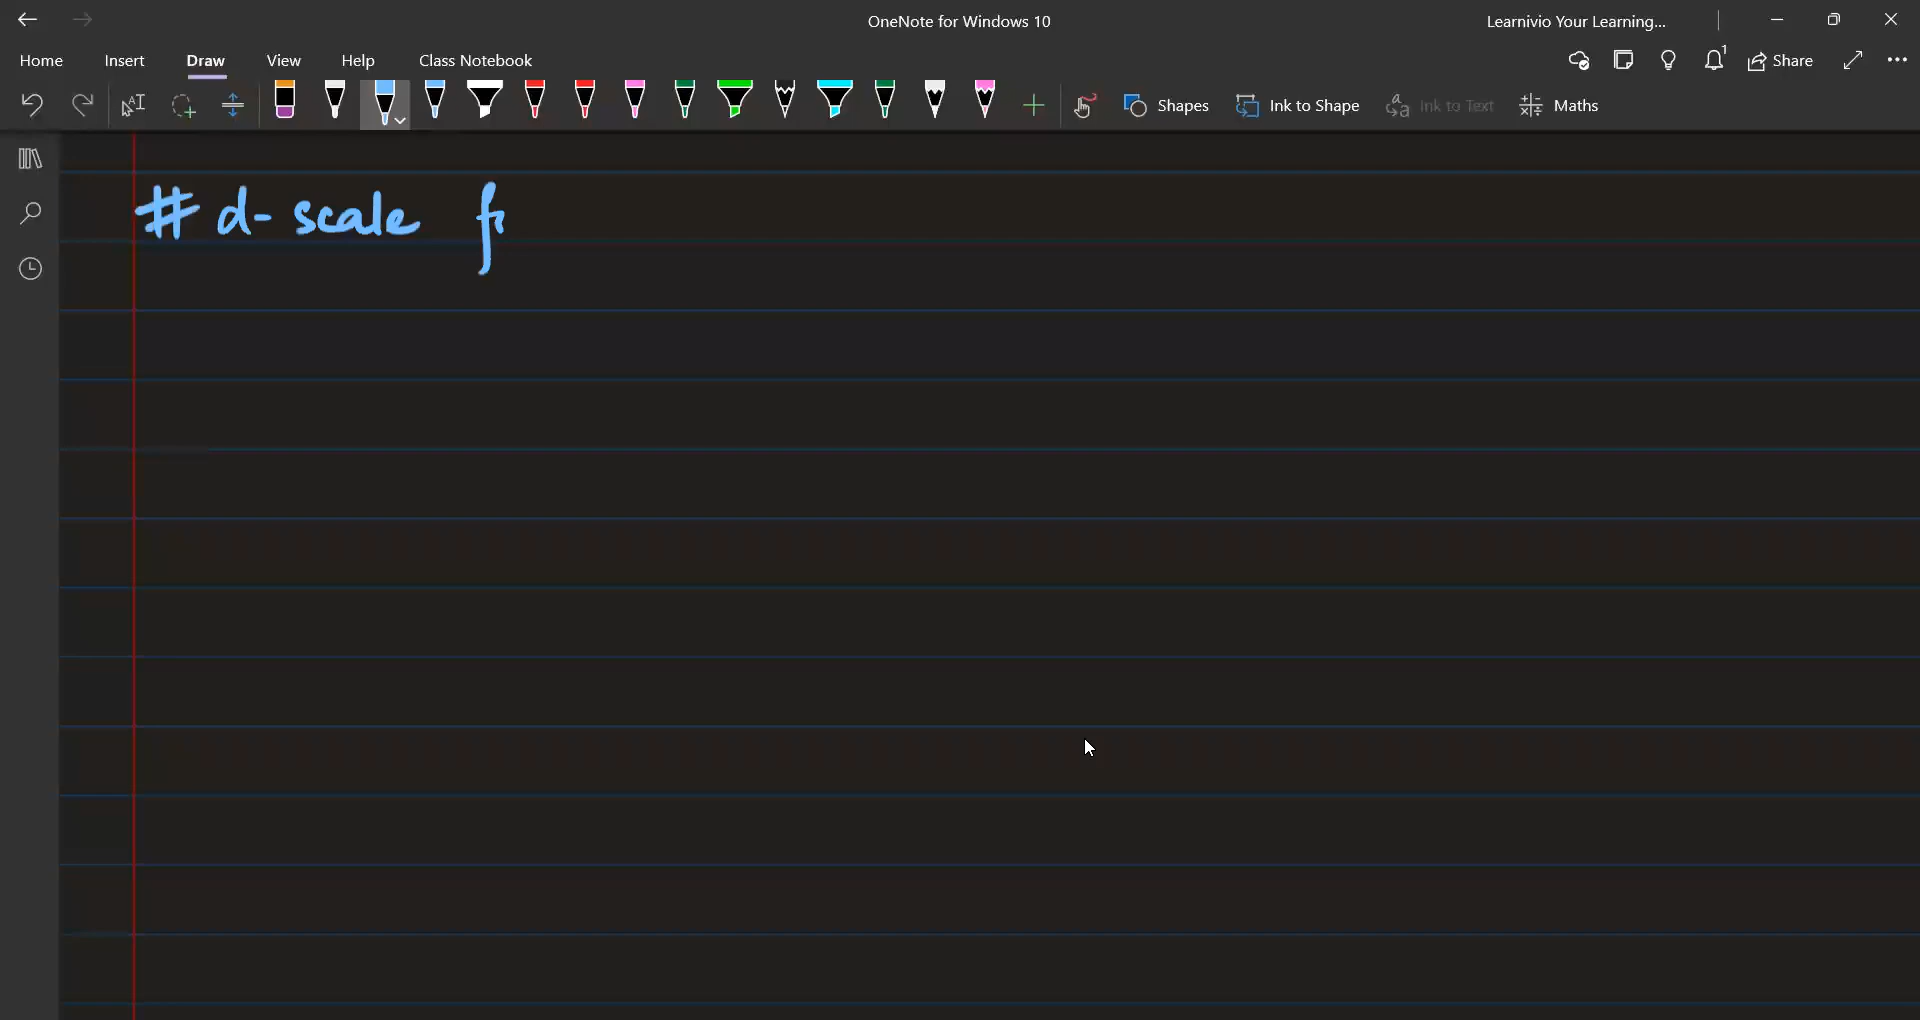 OneNote for Windows 10
Learnivio Your Learning...
Home Insert Draw View Help Class Notebook
1 Share
Shapes Ink to Shape Ink to Text Maths
# d- scale f